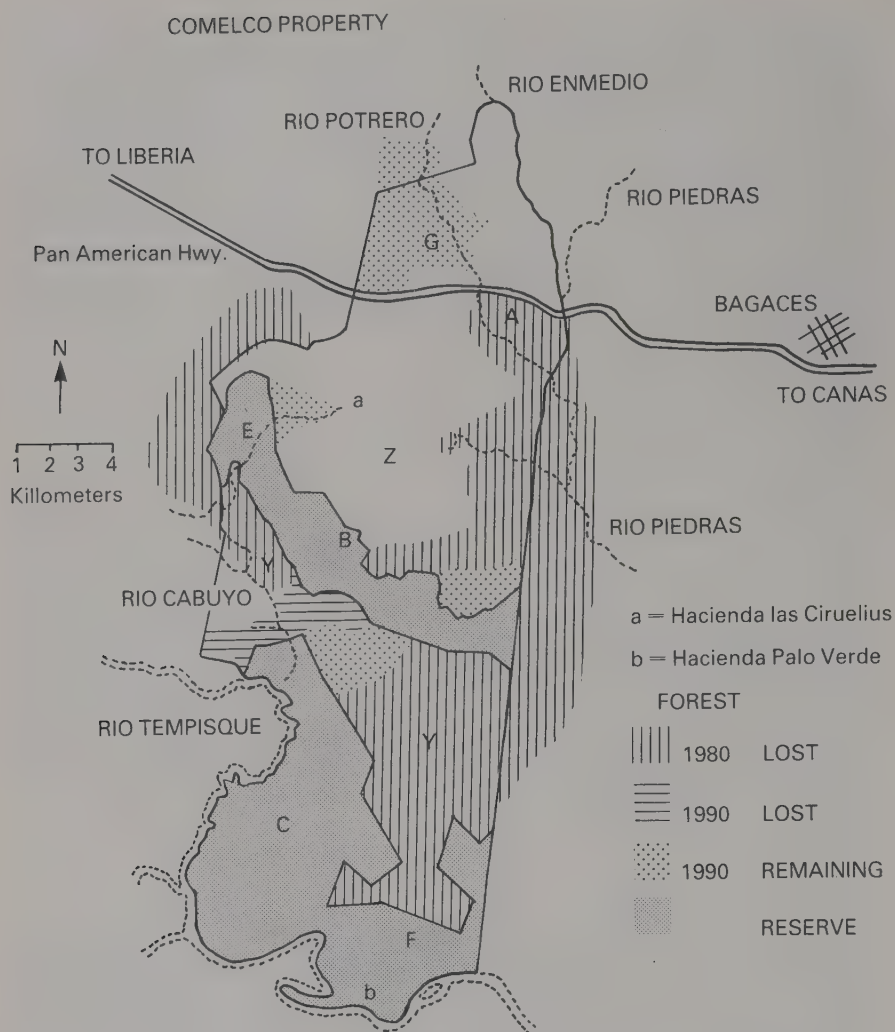 COMELCO PROPERTY
RIO ENMEDIO
RIO POTRERO
TO LIBERIA
RIO PIEDRAS
Pan American Hwy.
G
A
BAGACES
N
TO CANAS
a
E
Z
1 2 3 4
Killometers
RIO PIEDRAS
B
Y
RIO CABUYO
a = Hacienda las Ciruelius
b = Hacienda Palo Verde
FOREST
RIO TEMPISQUE
Y
1980 LOST
1990 LOST
C
1990 REMAINING
RESERVE
F
b